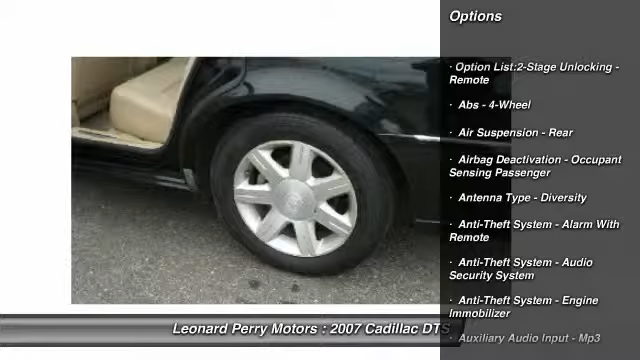 Options
· Option List:2-Stage Unlocking -
Remote
· Abs - 4-Wheel
· Air Suspension - Rear
· Airbag Deactivation - Occupant
Sensing Passenger
· Antenna Type - Diversity
· Anti-Theft System - Alarm With
Remote
· Anti-Theft System - Audio
Security System
· Anti-Theft System - Engine
Immobilizer
· Auxiliary Audio Input - Mp3
Leonard Perry Motors : 2007 Cadillac DTS